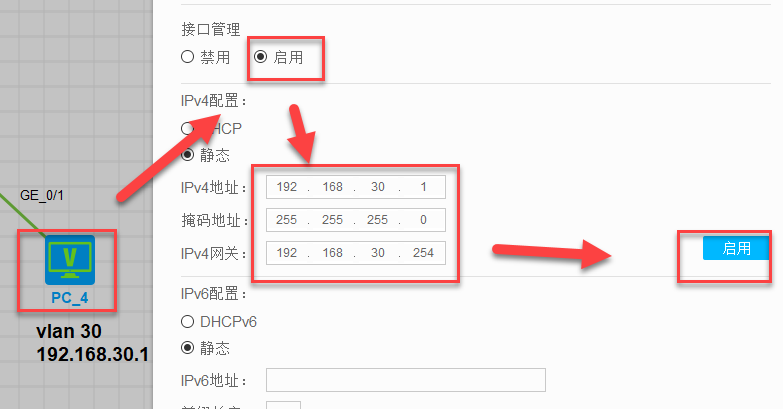 接口管理
禁用 启用
IPv4配置：
DHCP
静态
IPv4地址： 192 . 168 . 30 . 1
掩码地址： 255 . 255 . 255 . 0
IPv4网关： 192 . 168 . 30 . 254
启用
IPv6配置：
DHCPv6
静态
IPv6地址：
GE_0/1
V
PC_4
vlan 30
192.168.30.1